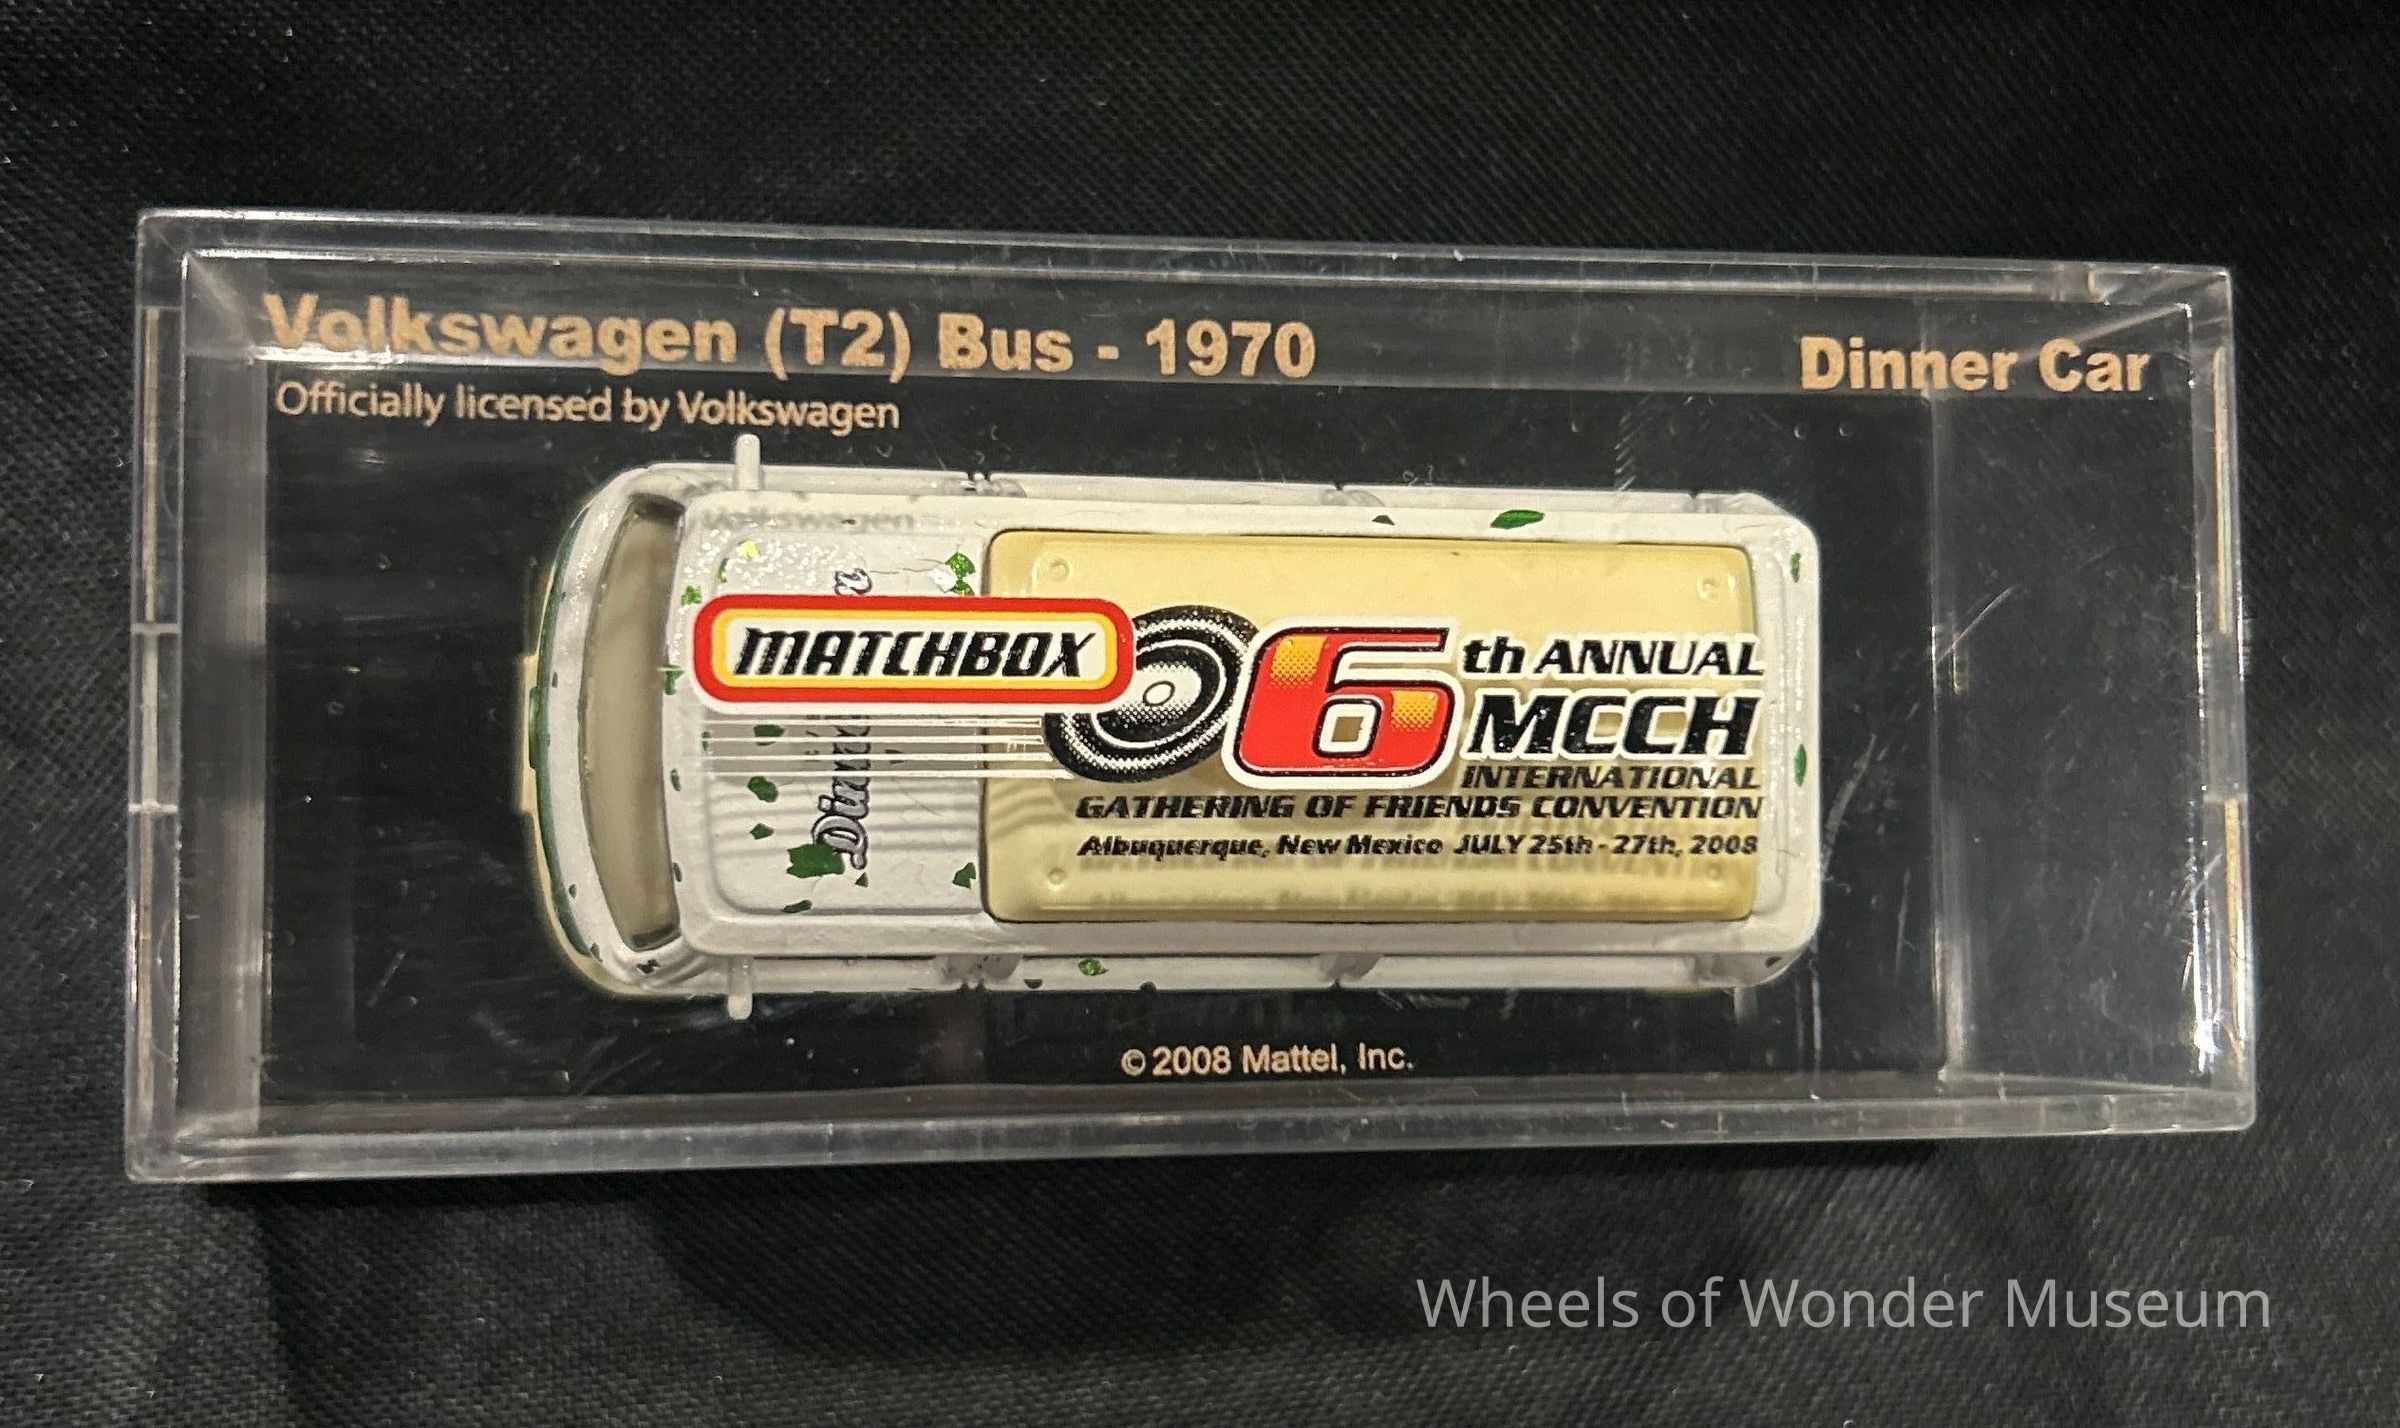 Volkswagen (T2) Bus - 1970
Dinner Car
Officially licensed by Volkswagen
MATCHBOX
6th ANNUAL
MCCH
INTERNATIONAL
GATHERING OF FRIENDS CONVENTION
Albuquerque, New Mexico JULY 25th - 27th, 2008
© 2008 Mattel, Inc.
Wheels of Wonder Museum